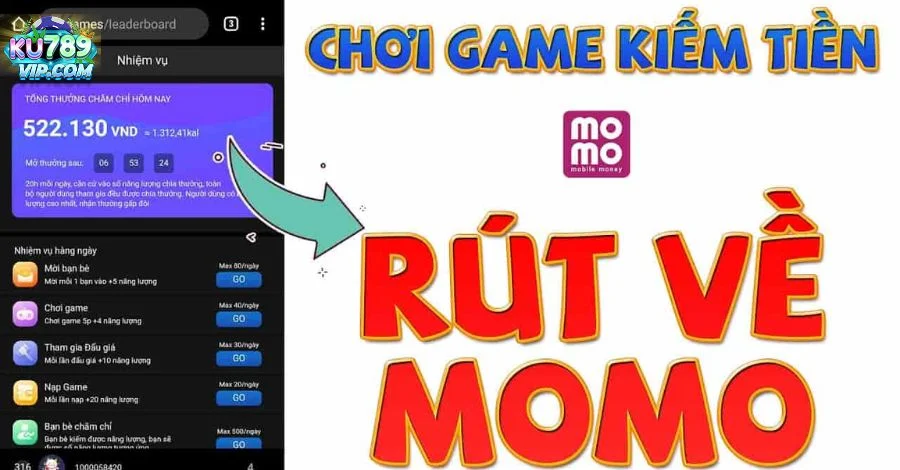 mes/leaderboard
3
KU789
VIP.COM
Nhiệm vụ
TỔNG THƯỞNG CHĂM CHỈ HÔM NAY
522.130 VND ≈ 1.312,41kal
Mở thưởng sau: 06 53 24
20h mỗi ngày, căn cứ vào số năng lượng chia thưởng, toàn
bộ người dùng tham gia đều được chia thưởng. Người dùng có
lượng cao nhất, nhận thưởng gấp đôi
Nhiệm vụ hàng ngày
Mời bạn bè
Mời mỗi 1 bạn vào +5 năng lượng
Max 80/ngày
GO
Chơi game
Chơi game 5p +4 năng lượng
Max 40/ngày
GO
Tham gia Đấu giá
Mỗi lần đấu giá +10 năng lượng
Max 30/ngày
GO
Nạp Game
Mỗi lần nạp +20 năng lượng
Max 20/ngày
GO
Bạn bè chăm chỉ
Bạn bè kiếm được năng lượng, bạn sẽ
được số năng lượng tương ứng
Max 500/ngày
GO
316 1000058420 4
CHƠI GAME KIẾM TIỀN
mo
mo
mobile money
RÚT VỀ
MOMO